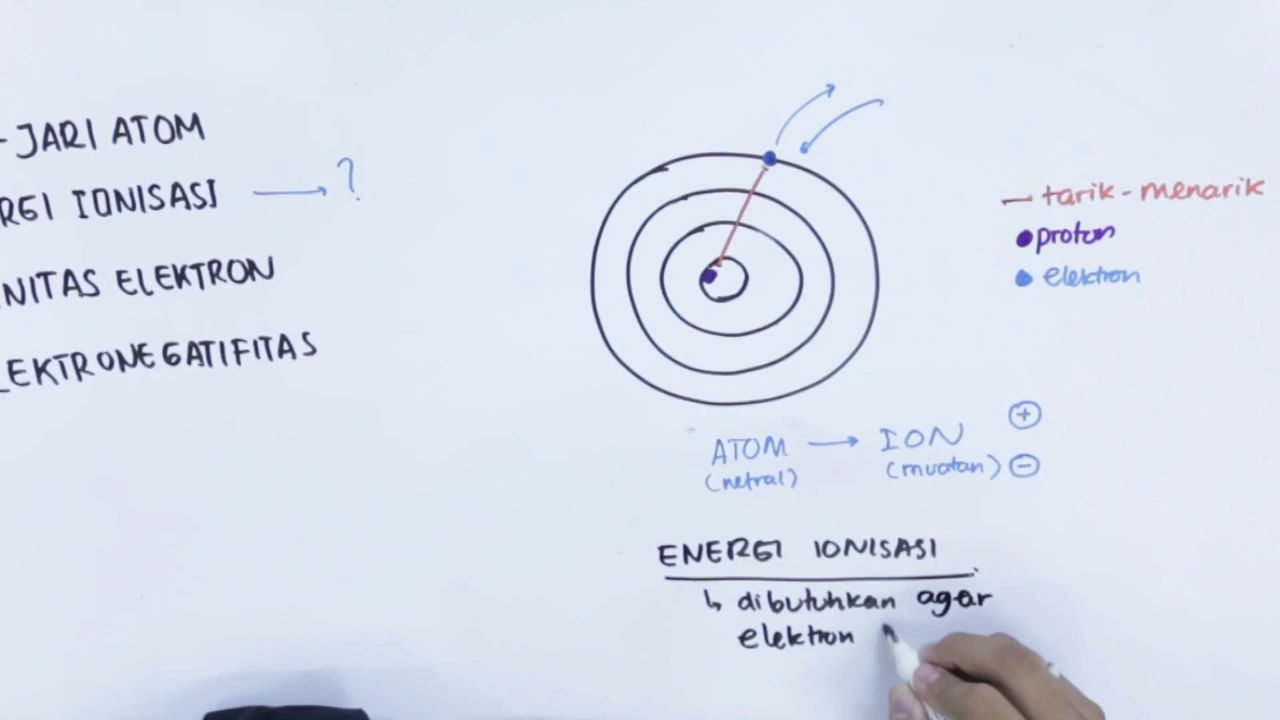 -JARI ATOM
RGI IONISASI → ?
NITAS ELEKTRON
LEKTRONEGATIFITAS
— tarik-menarik
proton
elektron
ATOM → ION +
(netral) (muatan) -
ENERGI IONISASI
↳ dibutuhkan agar
elektron